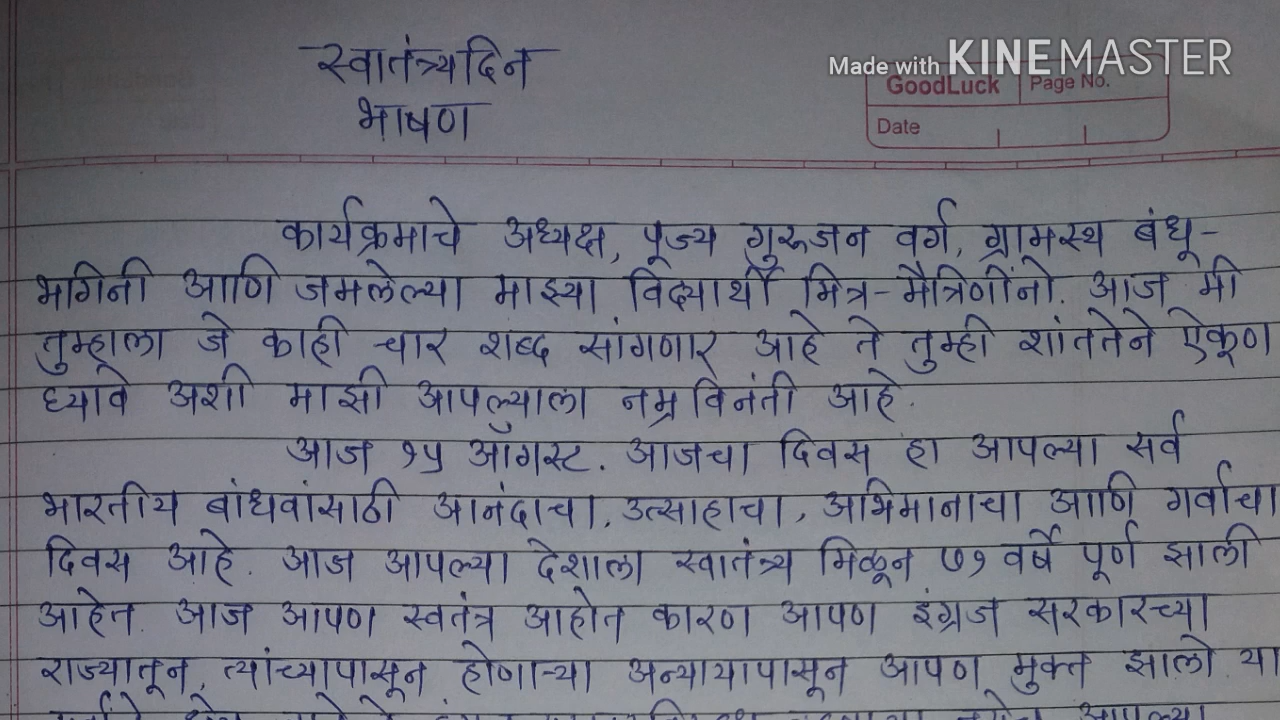 स्वातंत्र्यदिन
भाषण
Made with KINEMASTER
GoodLuck Page No.
Date
कार्यक्रमाचे अध्यक्ष, पूज्य गुरुजन वर्ग, ग्रामस्थ बंधू-
भगिनी आणि जमलेल्या माझ्या विद्यार्थी मित्र-मैत्रिणींनो. आज मी
तुम्हाला जे काही चार शब्द सांगणार आहे ते तुम्ही शांततेने ऐकूण
घ्यावे अशी माझी आपल्याला नम्र विनंती आहे.
आज १५ ऑगस्ट. आजचा दिवस हा आपल्या सर्व
भारतीय बांधवांसाठी आनंदाचा, उत्साहाचा, अभिमानाचा आणि गर्वाचा
दिवस आहे. आज आपल्या देशाला स्वातंत्र्य मिळून ७१ वर्षे पूर्ण झाली
आहेत. आज आपण स्वतंत्र आहोत कारण आपण इंग्रज सरकारच्या
राज्यातून, त्यांच्यापासून होणाऱ्या अन्यायापासून आपण मुक्त झालो. या
आपल्या